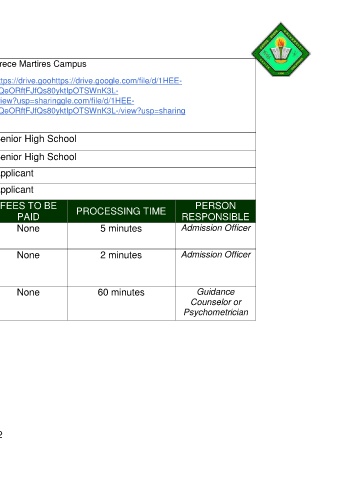 rece Martires Campus
ttps://drive.goohttps://drive.google.com/file/d/1HEE-
QeORftFJfQs80yktIpOTSWnK3L-
view?usp=sharinggle.com/file/d/1HEE-
QeORftFJfQs80yktIpOTSWnK3L-/view?usp=sharing
enior High School
enior High School
pplicant
pplicant
FEES TO BE PAID PROCESSING TIME PERSON RESPONSIBLE
None 5 minutes Admission Officer
None 2 minutes Admission Officer
None 60 minutes Guidance
Counselor or
Psychometrician
2